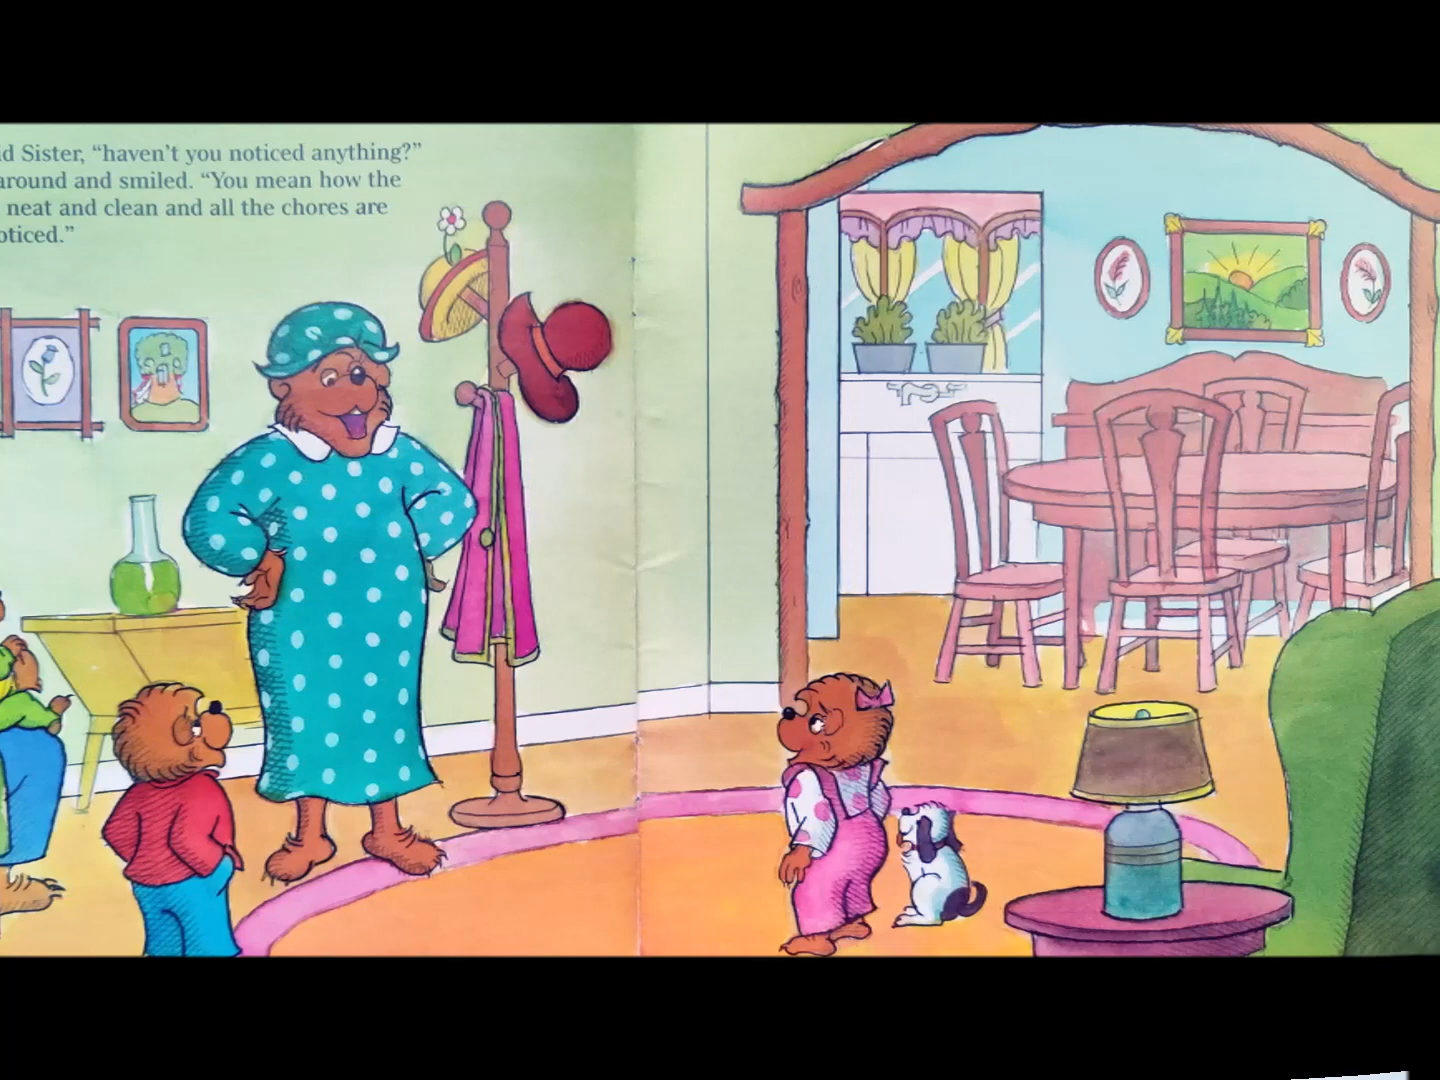 Sister, “haven’t you noticed anything?”
around and smiled. “You mean how the
neat and clean and all the chores are